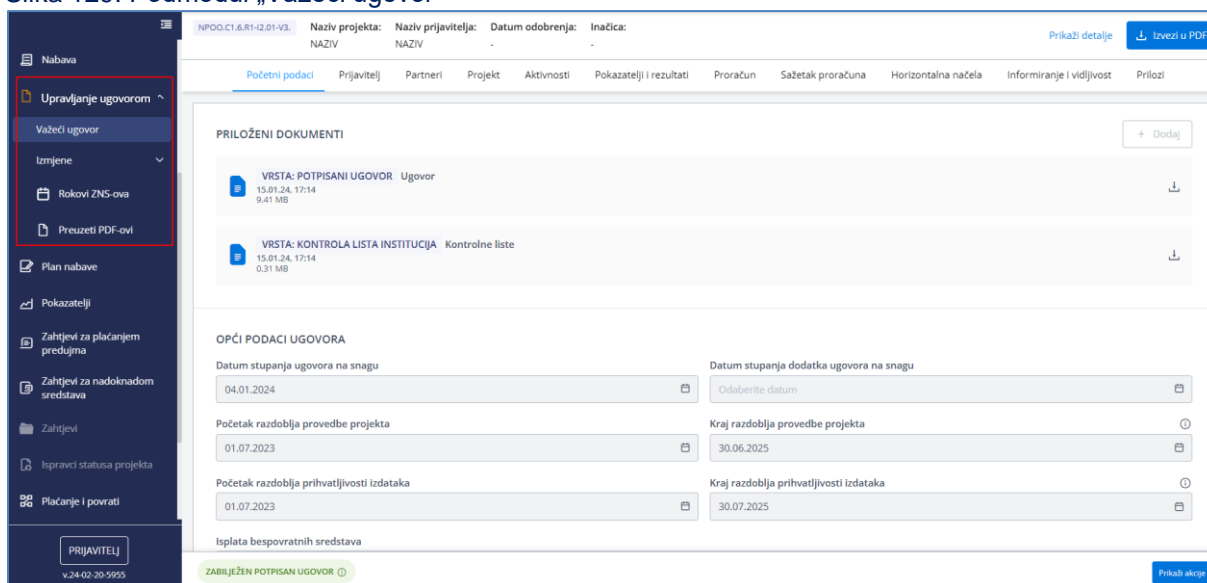 Slika 129. Podmodul „Važeći ugovor“
Nabava
Upravljanje ugovorom
Važeći ugovor
Izmjene
Rokovi ZNS-ova
Preuzeti PDF-ovi
Plan nabave
Pokazatelji
Zahtjevi za plaćanjem
predujma
Zahtjevi za nadoknadom
sredstava
Zahtjevi
Ispravci statusa projekta
Plaćanje i povrati
PRIJAVITELJ
v.24-02-20-5955
NPOO.C1.6.R1-I2.01-V3.
Naziv projekta: Naziv prijavitelja: Datum odobrenja: Inačica:
NAZIV NAZIV - -
Prikaži detalje
Izvezi u PDF
Početni podaci Prijavitelj Partneri Projekt Aktivnosti Pokazatelji i rezultati Proračun Sažetak proračuna Horizontalna načela Informiranje i vidljivost Prilozi
PRILOŽENI DOKUMENTI
+ Dodaj
VRSTA: POTPISANI UGOVOR Ugovor
15.01.24, 17:14
9.41 MB
VRSTA: KONTROLA LISTA INSTITUCIJA Kontrolne liste
15.01.24, 17:14
0.31 MB
OPĆI PODACI UGOVORA
Datum stupanja ugovora na snagu Datum stupanja dodatka ugovora na snagu
04.01.2024 Odaberite datum
Početak razdoblja provedbe projekta Kraj razdoblja provedbe projekta
01.07.2023 30.06.2025
Početak razdoblja prihvatljivosti izdataka Kraj razdoblja prihvatljivosti izdataka
01.07.2023 30.07.2025
Isplata bespovratnih sredstava
ZABILJEŽEN POTPISAN UGOVOR
Prikaži akcije